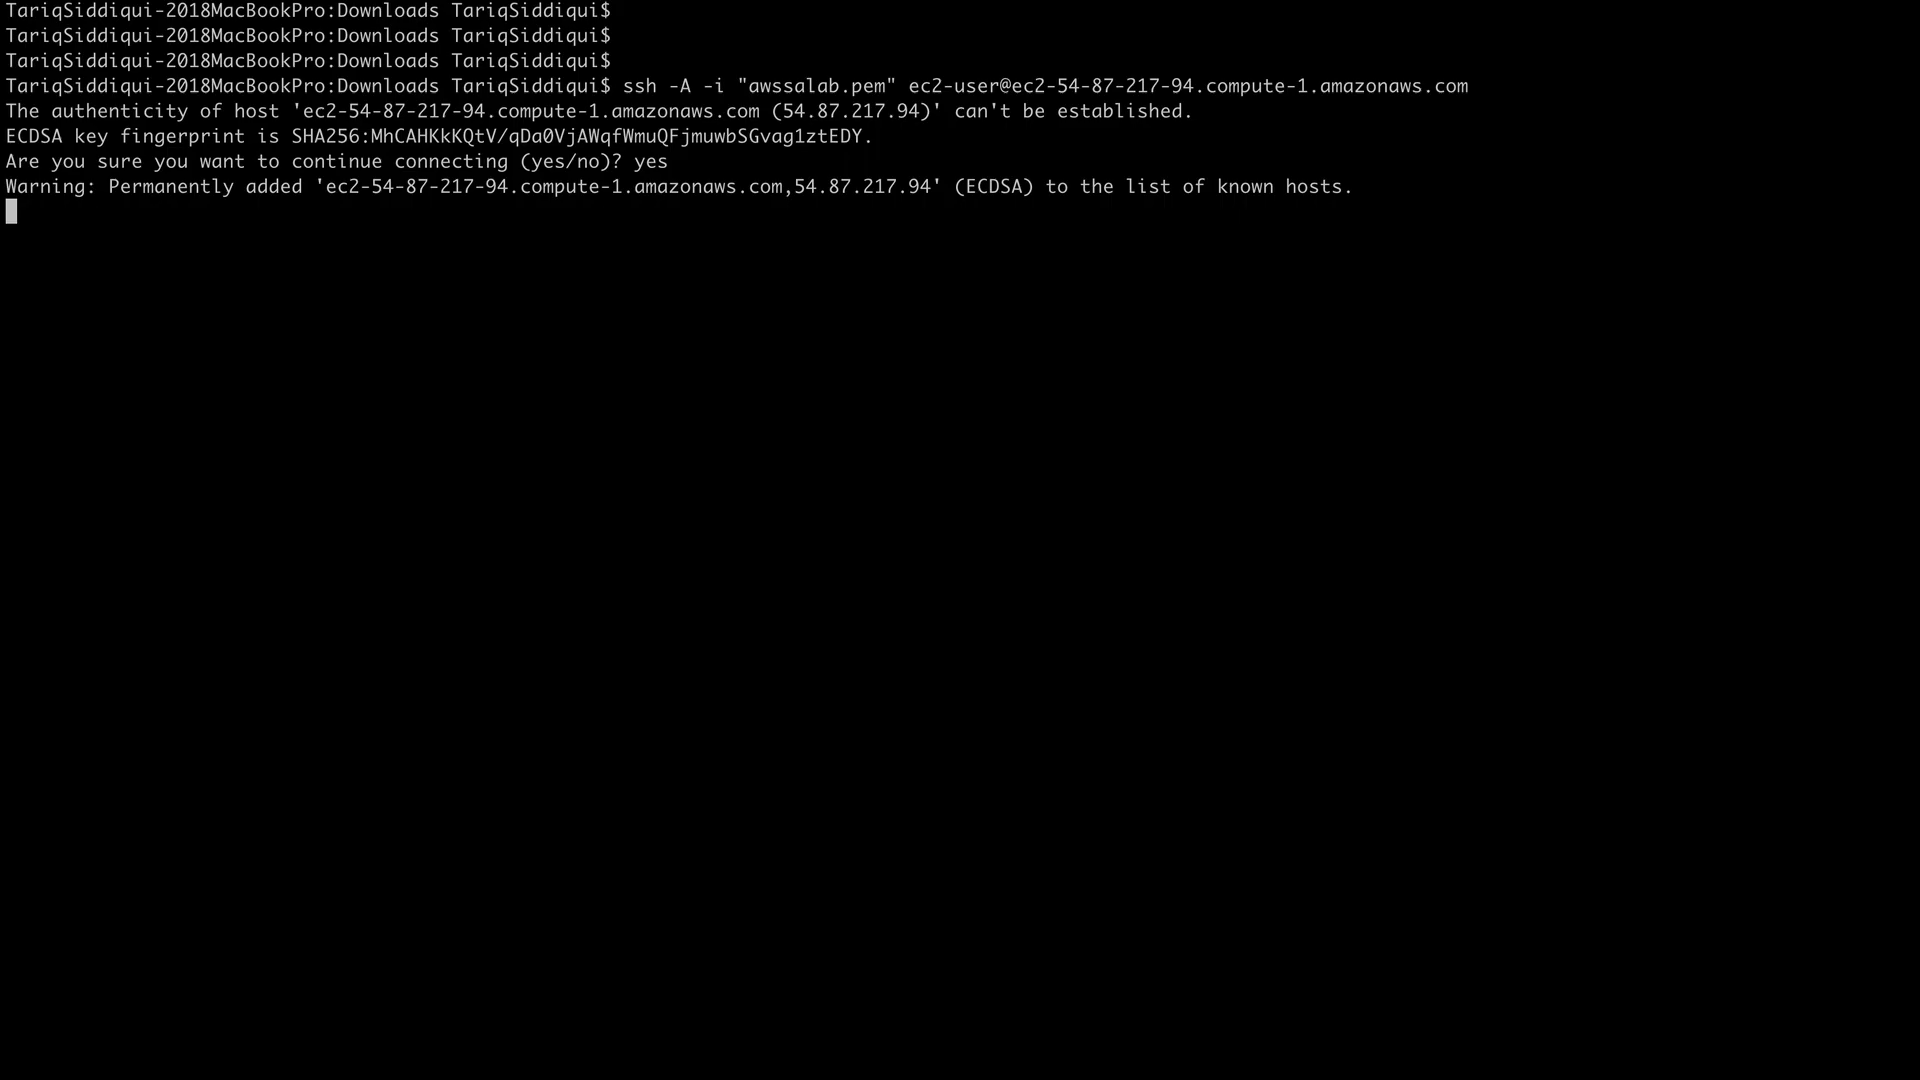 TariqSiddiqui-2018MacBookPro:Downloads TariqSiddiqui$
TariqSiddiqui-2018MacBookPro:Downloads TariqSiddiqui$
TariqSiddiqui-2018MacBookPro:Downloads TariqSiddiqui$
TariqSiddiqui-2018MacBookPro:Downloads TariqSiddiqui$ ssh -A -i "awssalab.pem" ec2-user@ec2-54-87-217-94.compute-1.amazonaws.com
The authenticity of host 'ec2-54-87-217-94.compute-1.amazonaws.com (54.87.217.94)' can't be established.
ECDSA key fingerprint is SHA256:MhCAHKkKQtV/qDa0VjAWqfWmuQFjmuwbSGvag1ztEDY.
Are you sure you want to continue connecting (yes/no)? yes
Warning: Permanently added 'ec2-54-87-217-94.compute-1.amazonaws.com,54.87.217.94' (ECDSA) to the list of known hosts.